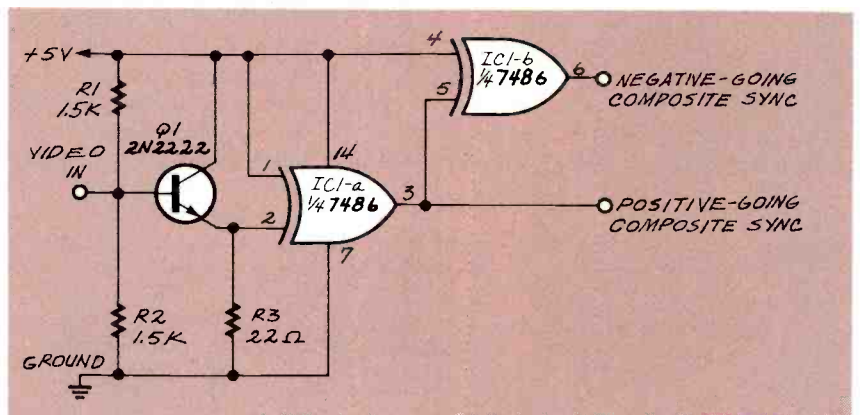 +5V
R1
1.5K
Q1
2N2222
VIDEO
IN
1
2
14
IC1-a
1/4 7486
3
7
4
5
IC1-b
1/4 7486
6
NEGATIVE-GOING
COMPOSITE SYNC
POSITIVE-GOING
COMPOSITE SYNC
R2
1.5K
R3
22Ω
GROUND